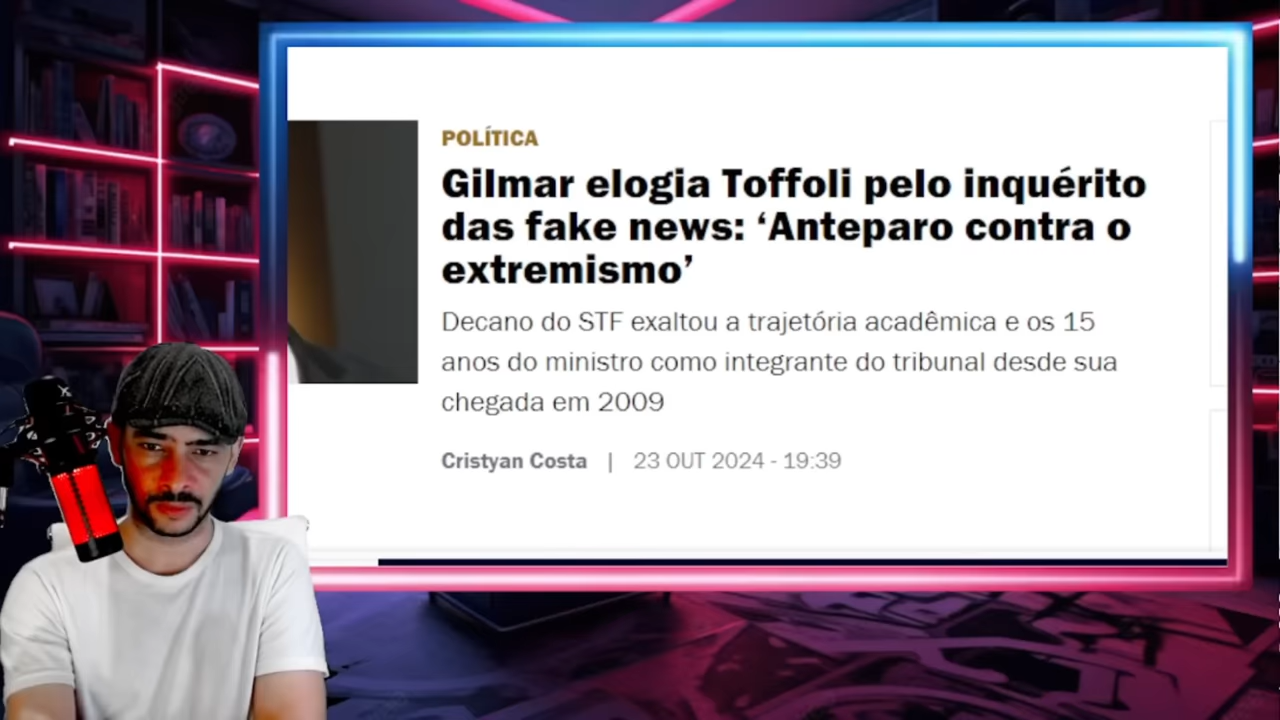 POLÍTICA
Gilmar elogia Toffoli pelo inquérito
das fake news: ‘Anteparo contra o
extremismo’
Decano do STF exaltou a trajetória acadêmica e os 15
anos do ministro como integrante do tribunal desde sua
chegada em 2009
Cristyan Costa | 23 OUT 2024 - 19:39